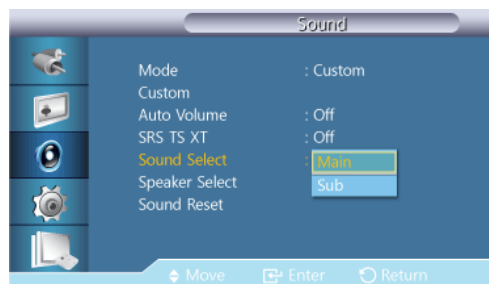 Sound
Mode : Custom
Custom
Auto Volume : Off
SRS TS XT : Off
Sound Select : Main
Sub
Speaker Select
Sound Reset
Move Enter Return